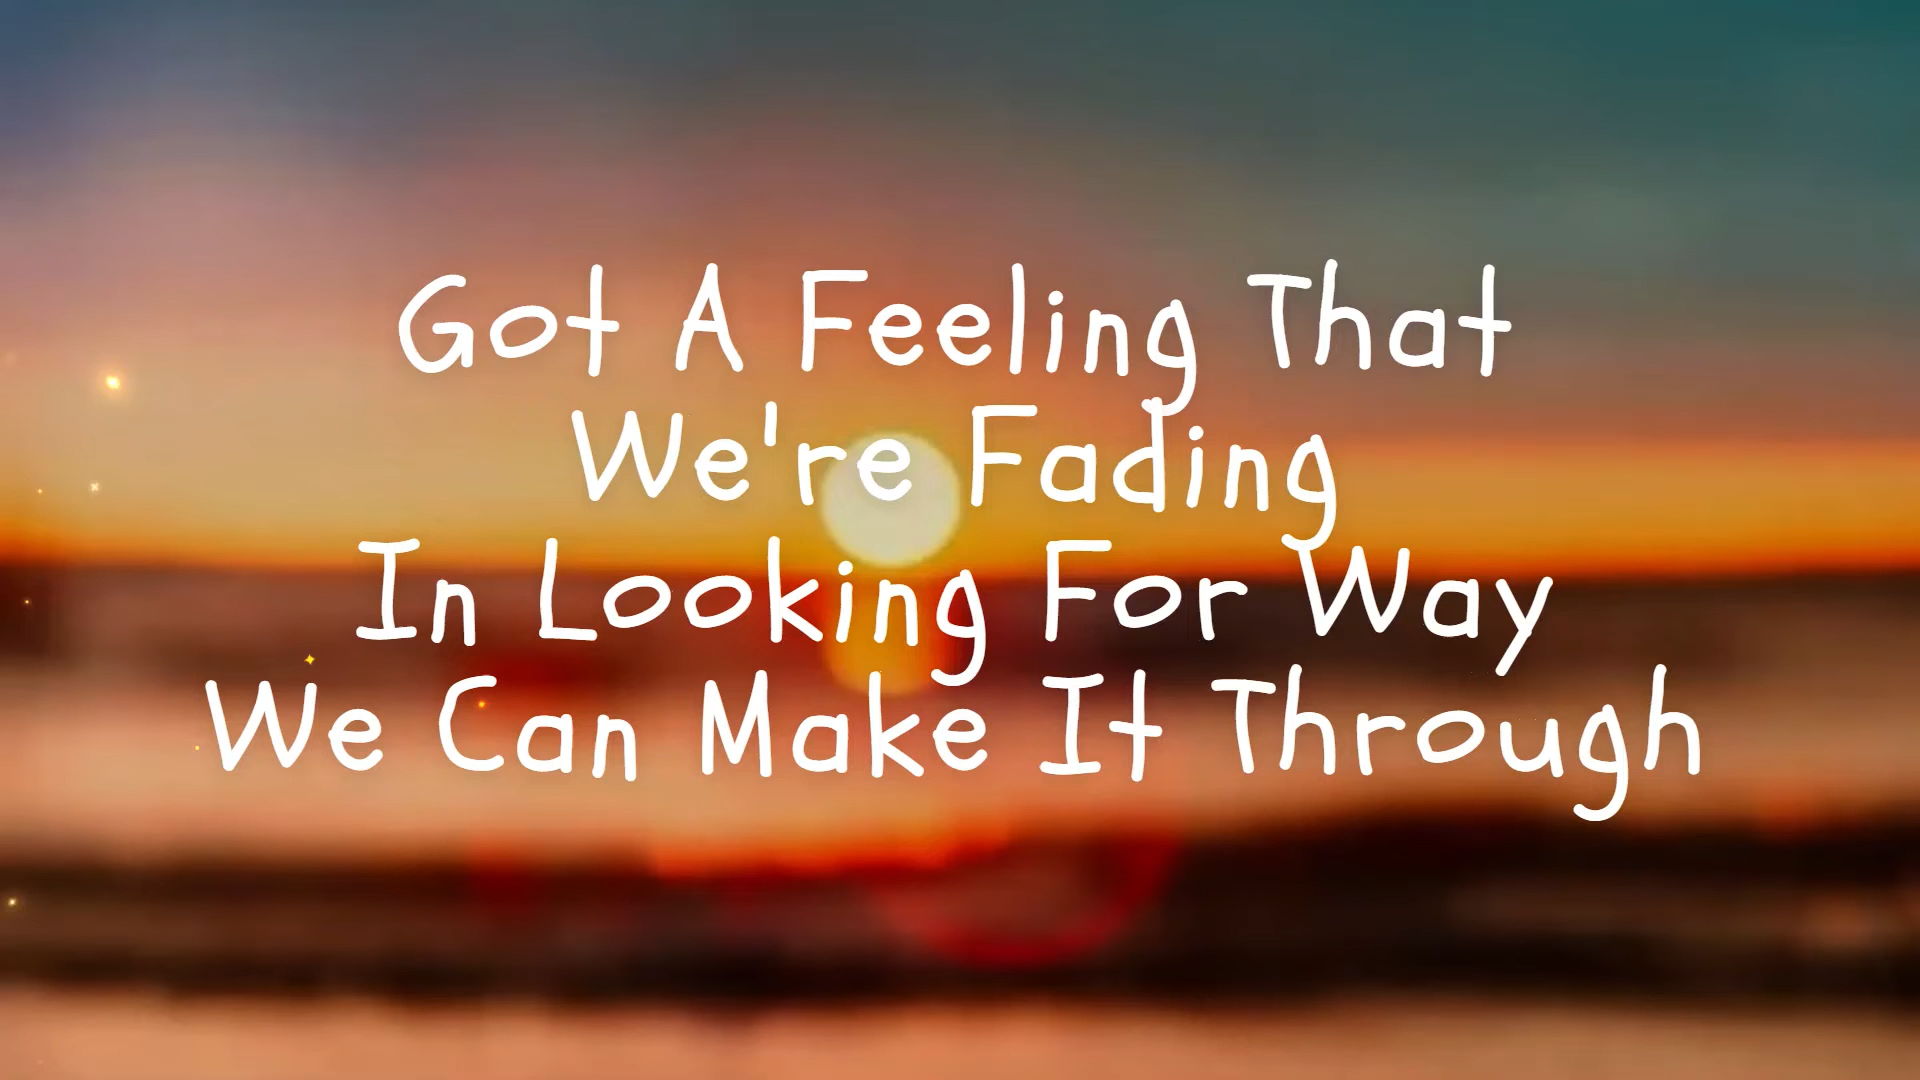 Got A Feeling That
We're Fading
In Looking For Way
We Can Make It Through